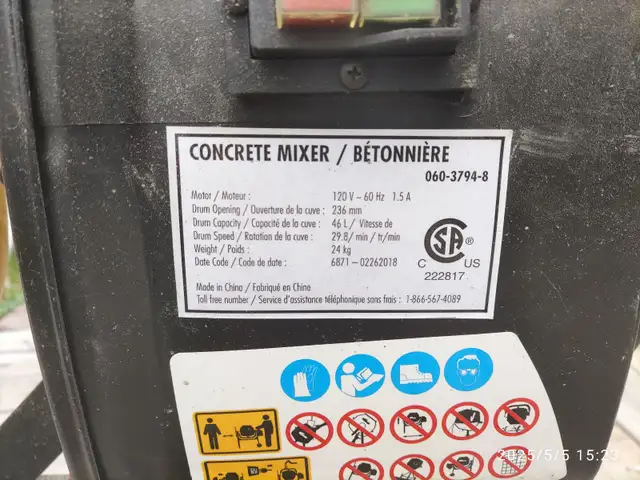 CONCRETE MIXER / BÉTONNIÈRE
060-3794-8
Motor / Moteur : 120 V ~ 60 Hz 1.5 A
Drum Opening / Ouverture de la cuve : 236 mm
Drum Capacity / Capacité de la cuve : 46 L / Vitesse de
Drum Speed / Rotation de la cuve : 29.8/ min / tr/min
Weight / Poids : 24 kg
Date Code / Code de date : 6871 - 02262018
CSA ®
C US
222817
Made in China / Fabriqué en Chine
Toll free number / Service d'assistance téléphonique sans frais : 1-866-567-4089
2025/5/5 15:23